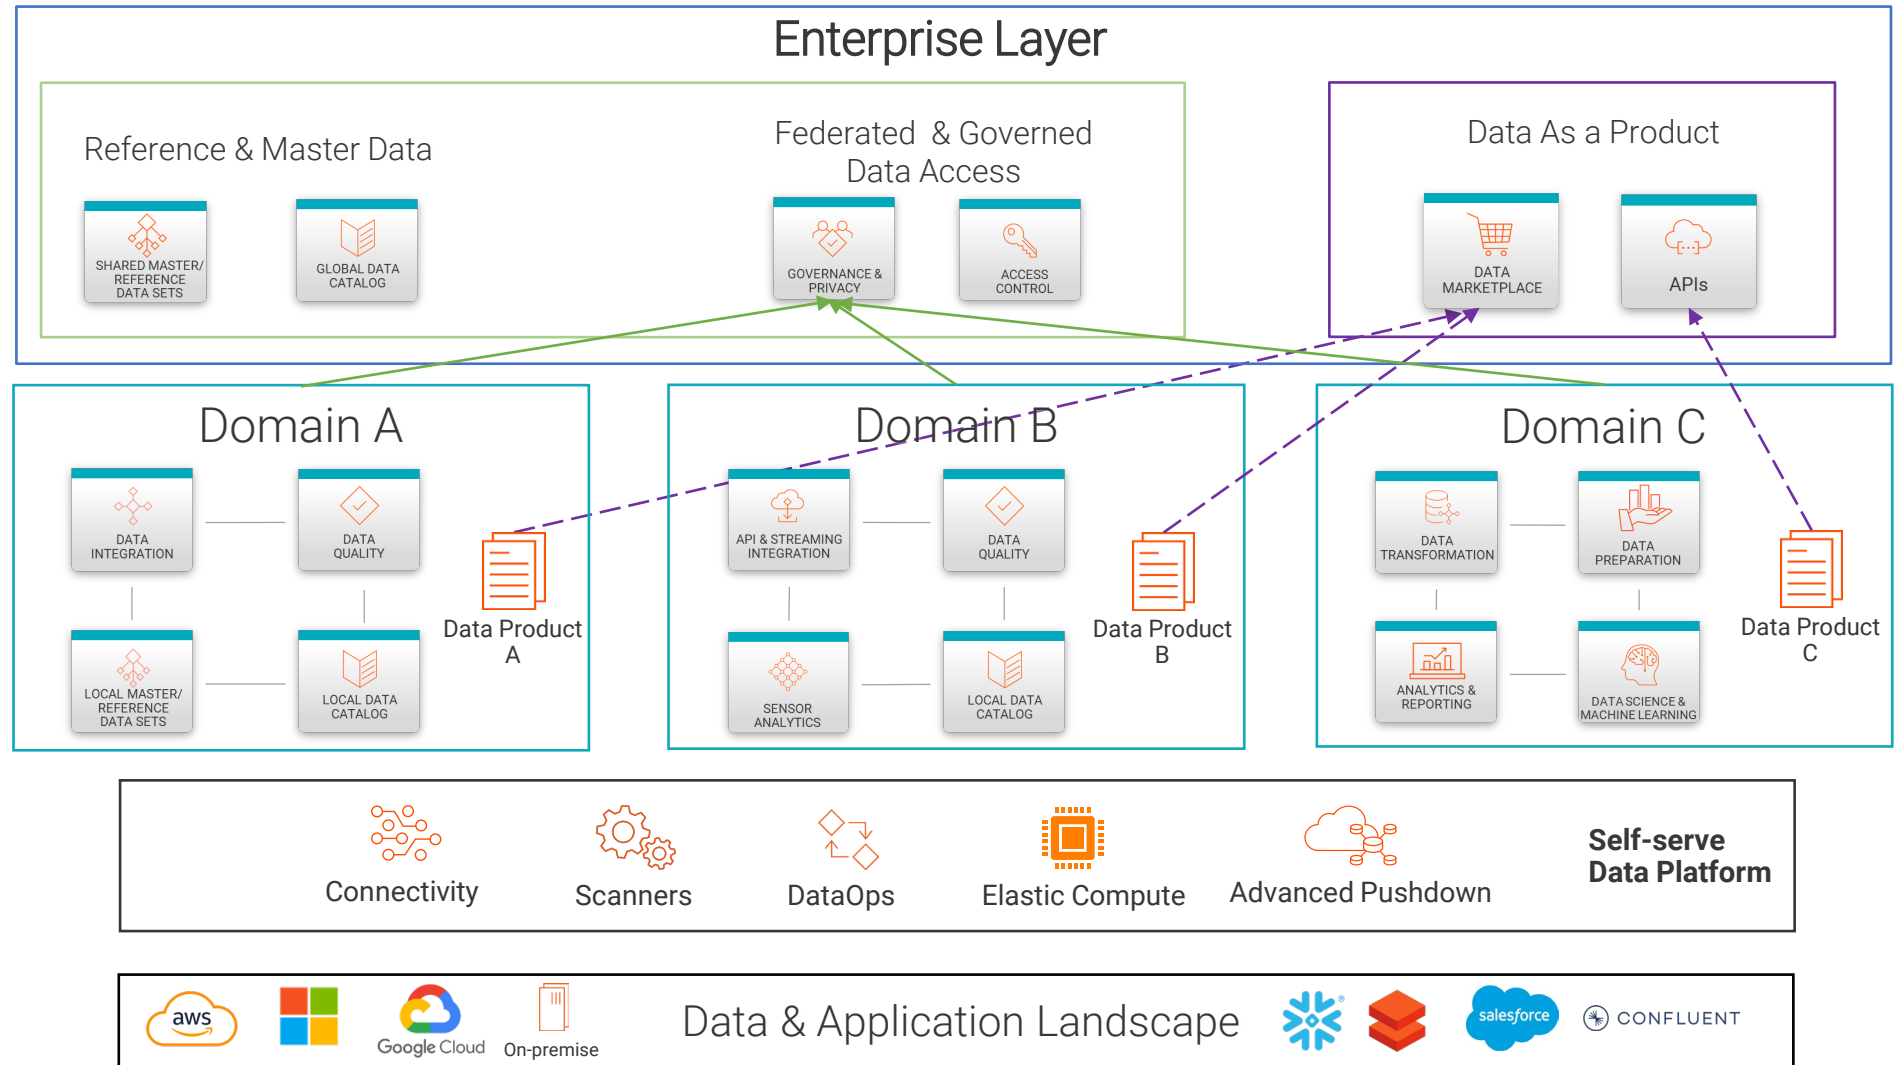 Enterprise Layer
Reference & Master Data
Federated & Governed
Data Access
Data As a Product
SHARED MASTER/
REFERENCE
DATA SETS
GLOBAL DATA
CATALOG
GOVERNANCE &
PRIVACY
ACCESS
CONTROL
DATA
MARKETPLACE
APIs
Domain A
DATA
INTEGRATION
DATA
QUALITY
LOCAL MASTER/
REFERENCE
DATA SETS
LOCAL DATA
CATALOG
Data Product
A
Domain B
API & STREAMING
INTEGRATION
DATA
QUALITY
SENSOR
ANALYTICS
LOCAL DATA
CATALOG
Data Product
B
Domain C
DATA
TRANSFORMATION
DATA
PREPARATION
ANALYTICS &
REPORTING
DATA SCIENCE &
MACHINE LEARNING
Data Product
C
Connectivity
Scanners
DataOps
Elastic Compute
Advanced Pushdown
Self-serve
Data Platform
aws
Google Cloud
On-premise
Data & Application Landscape
salesforce
CONFLUENT